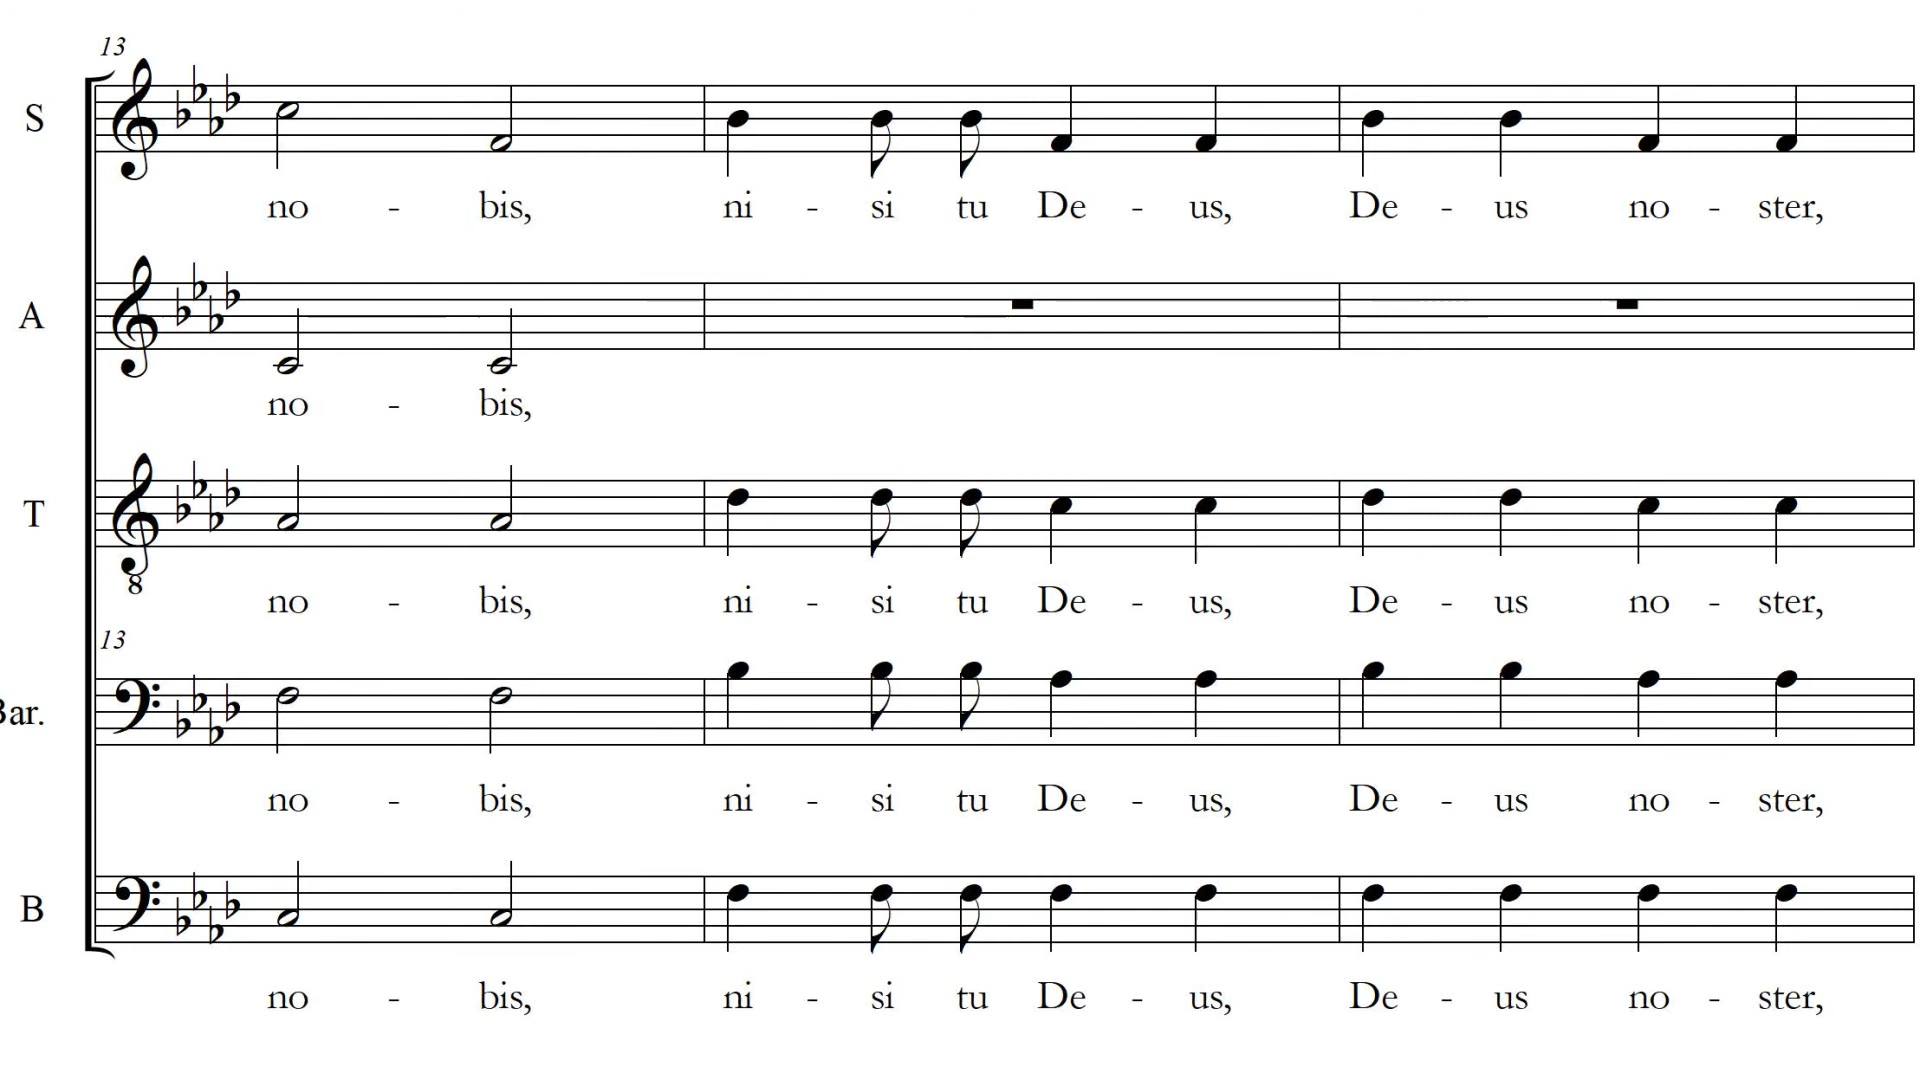 13
S
no - bis, ni - si tu De - us, De - us no - ster,
A
no - bis,
T
8
no - bis, ni - si tu De - us, De - us no - ster,
13
Bar.
no - bis, ni - si tu De - us, De - us no - ster,
B
no - bis, ni - si tu De - us, De - us no - ster,